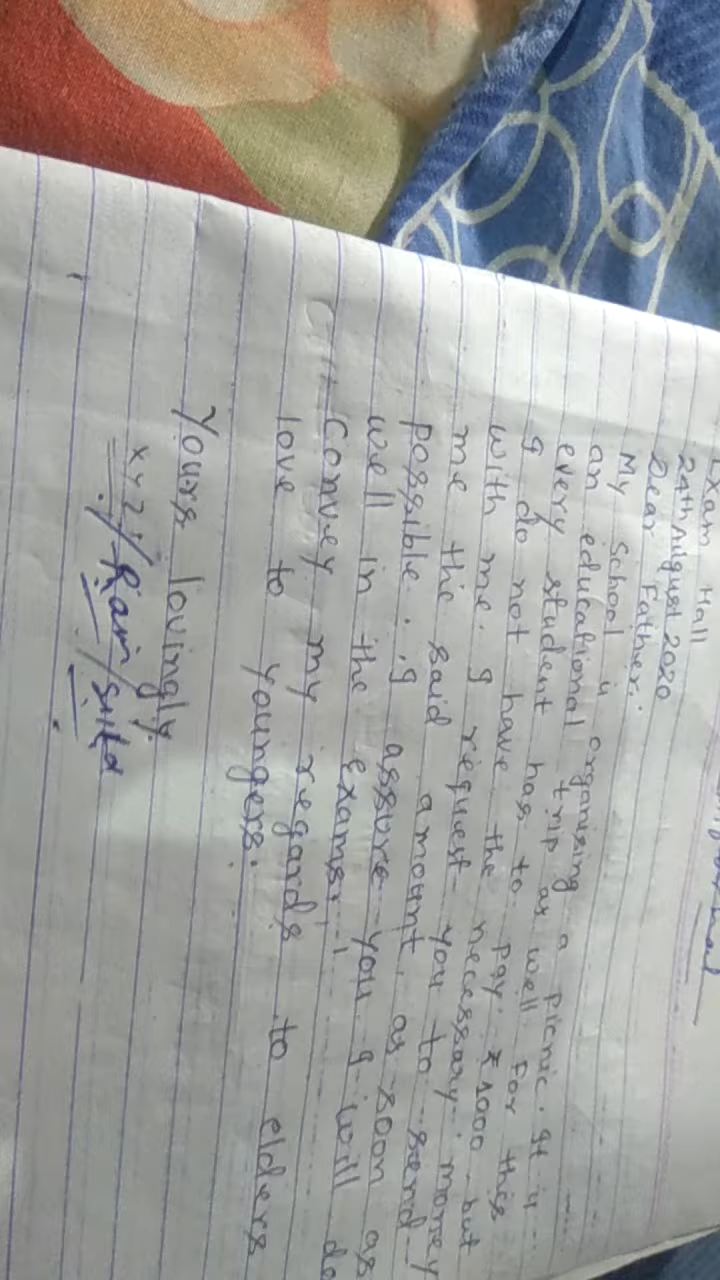 Exam Hall
24th August 2020
Dear Father.
My School is organizing a picnic. It is
an educational trip as well. For this
every student has to pay ₹1000 but
I do not have the necessary money
with me. I request you to send
me the said amount, as soon as
possible. I assure you I will do
well in the exams.
Convey my regards to elders
love to youngers.
Yours lovingly
xyz/Ram/Sita